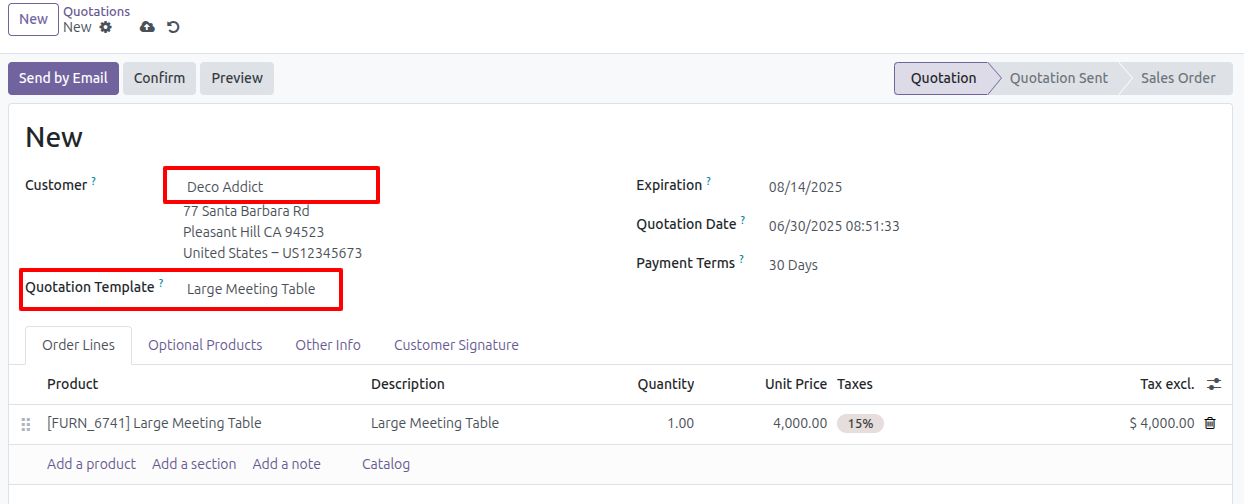 New
Quotations
New
Send by Email Confirm Preview
Quotation Quotation Sent Sales Order
New
Customer ? Deco Addict
77 Santa Barbara Rd
Pleasant Hill CA 94523
United States – US12345673
Quotation Template ? Large Meeting Table
Expiration ? 08/14/2025
Quotation Date ? 06/30/2025 08:51:33
Payment Terms ? 30 Days
Order Lines Optional Products Other Info Customer Signature
Product Description Quantity Unit Price Taxes Tax excl.
[FURN_6741] Large Meeting Table Large Meeting Table 1.00 4,000.00 15% $ 4,000.00
Add a product Add a section Add a note Catalog